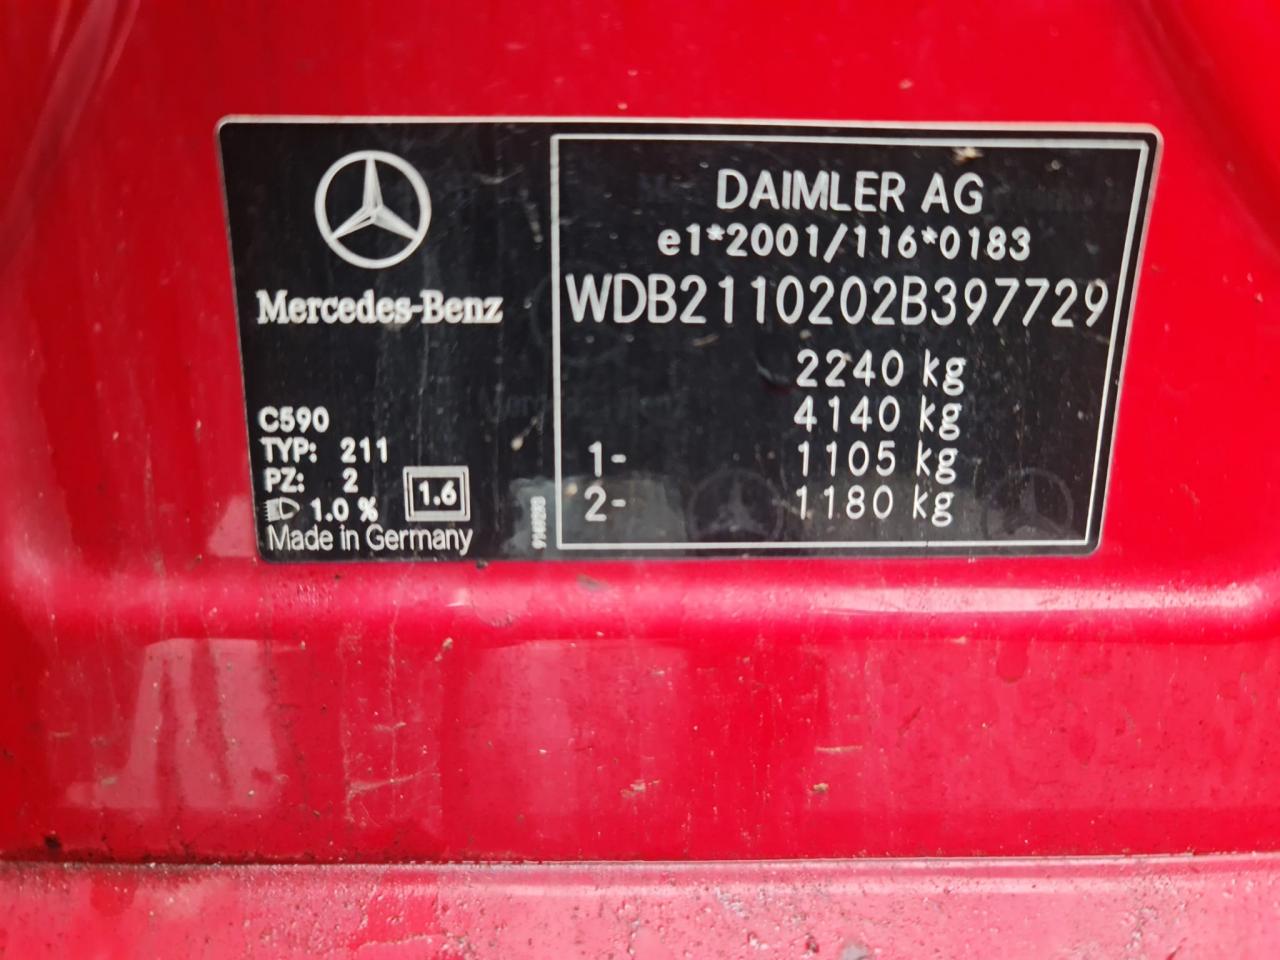 Mercedes-Benz
C590
TYP: 211
PZ: 2
1.0 %
1.6
Made in Germany
DAIMLER AG
e1*2001/116*0183
WDB2110202B397729
2240 kg
4140 kg
1- 1105 kg
2- 1180 kg